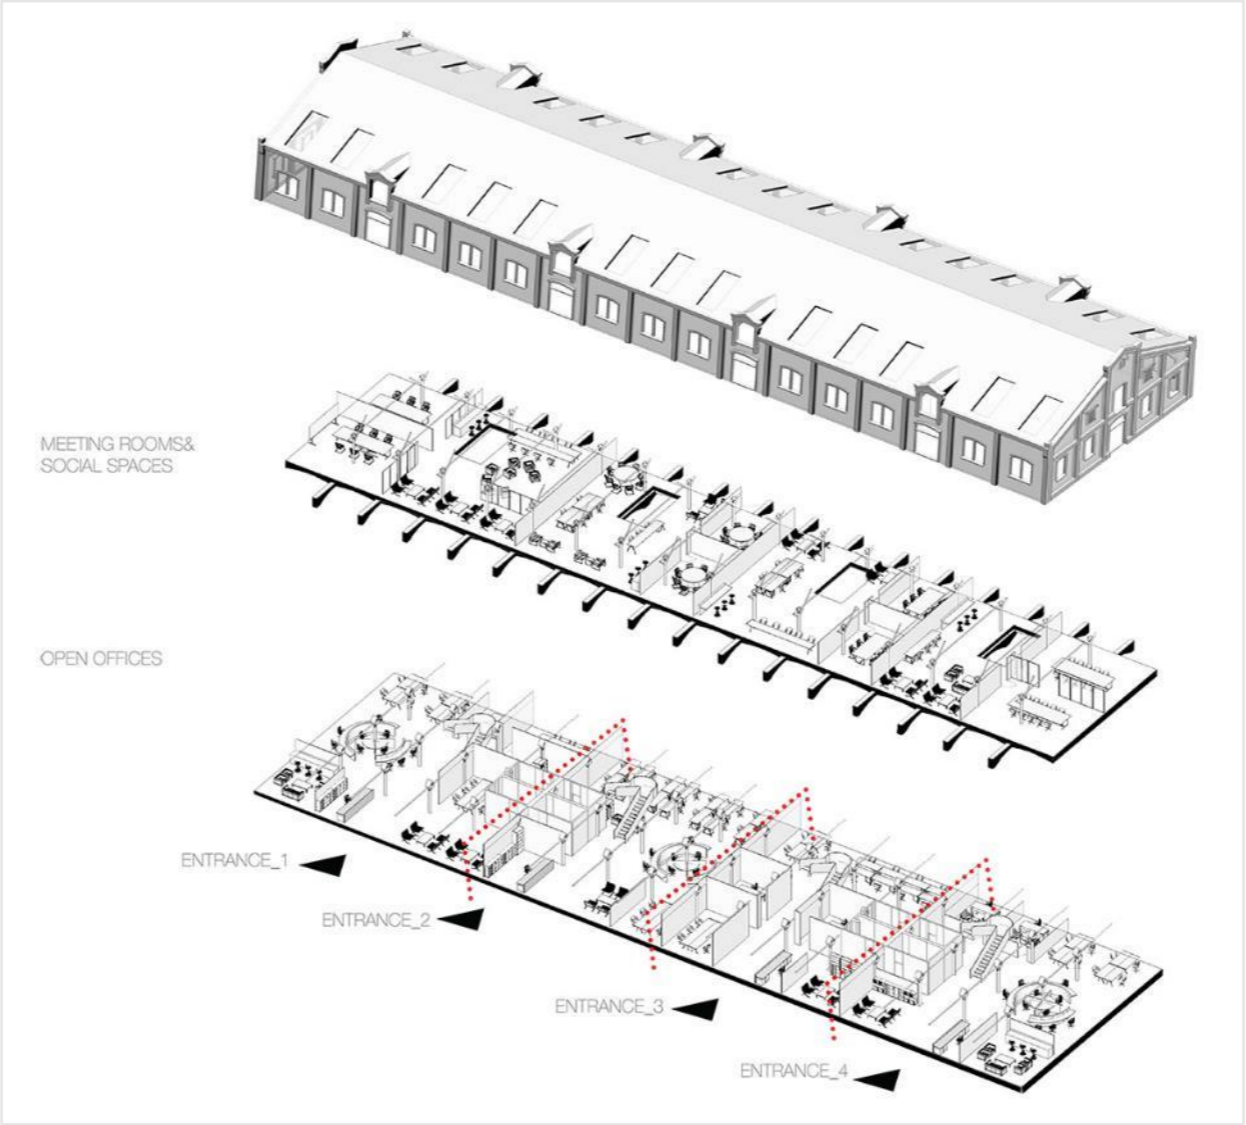 MEETING ROOMS&
SOCIAL SPACES
OPEN OFFICES
ENTRANCE_1
ENTRANCE_2
ENTRANCE_3
ENTRANCE_4